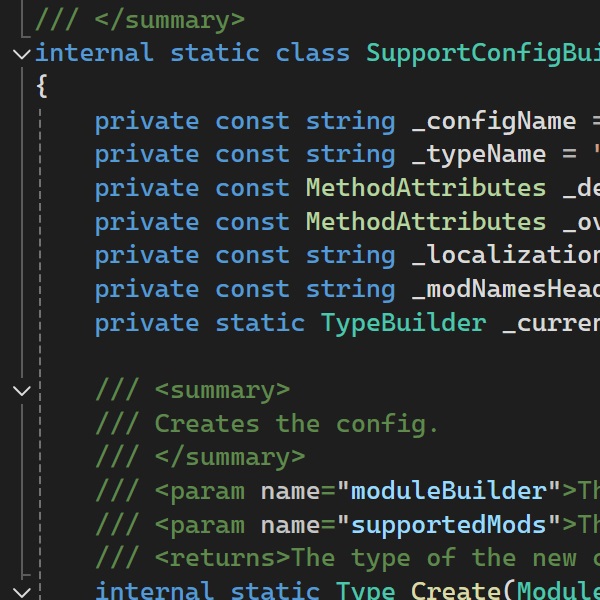 /// </summary>
internal static class SupportConfigBui
{
private const string _configName =
private const string _typeName = "
private const MethodAttributes _de
private const MethodAttributes _ov
private const string _localization
private const string _modNamesHead
private static TypeBuilder _curren
/// <summary>
/// Creates the config.
/// </summary>
/// <param name="moduleBuilder">Th
/// <param name="supportedMods">Th
/// <returns>The type of the new c
internal static Type Create(Module